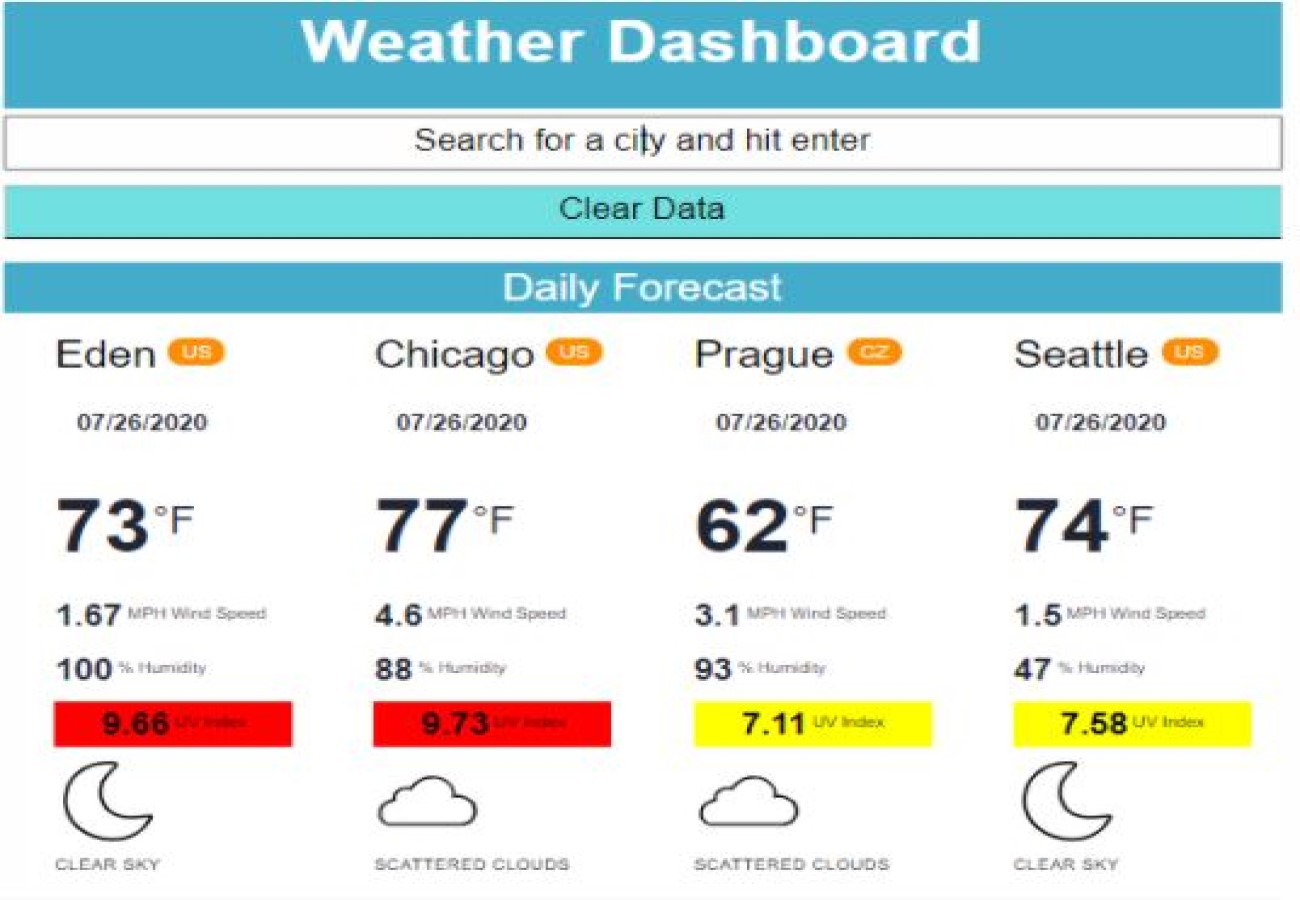 Weather Dashboard
Search for a city and hit enter
Clear Data
Daily Forecast
Eden US
07/26/2020
73 °F
1.67 MPH Wind Speed
100 % Humidity
9.66 UV Index
CLEAR SKY
Chicago US
07/26/2020
77 °F
4.6 MPH Wind Speed
88 % Humidity
9.73 UV Index
SCATTERED CLOUDS
Prague CZ
07/26/2020
62 °F
3.1 MPH Wind Speed
93 % Humidity
7.11 UV Index
SCATTERED CLOUDS
Seattle US
07/26/2020
74 °F
1.5 MPH Wind Speed
47 % Humidity
7.58 UV Index
CLEAR SKY